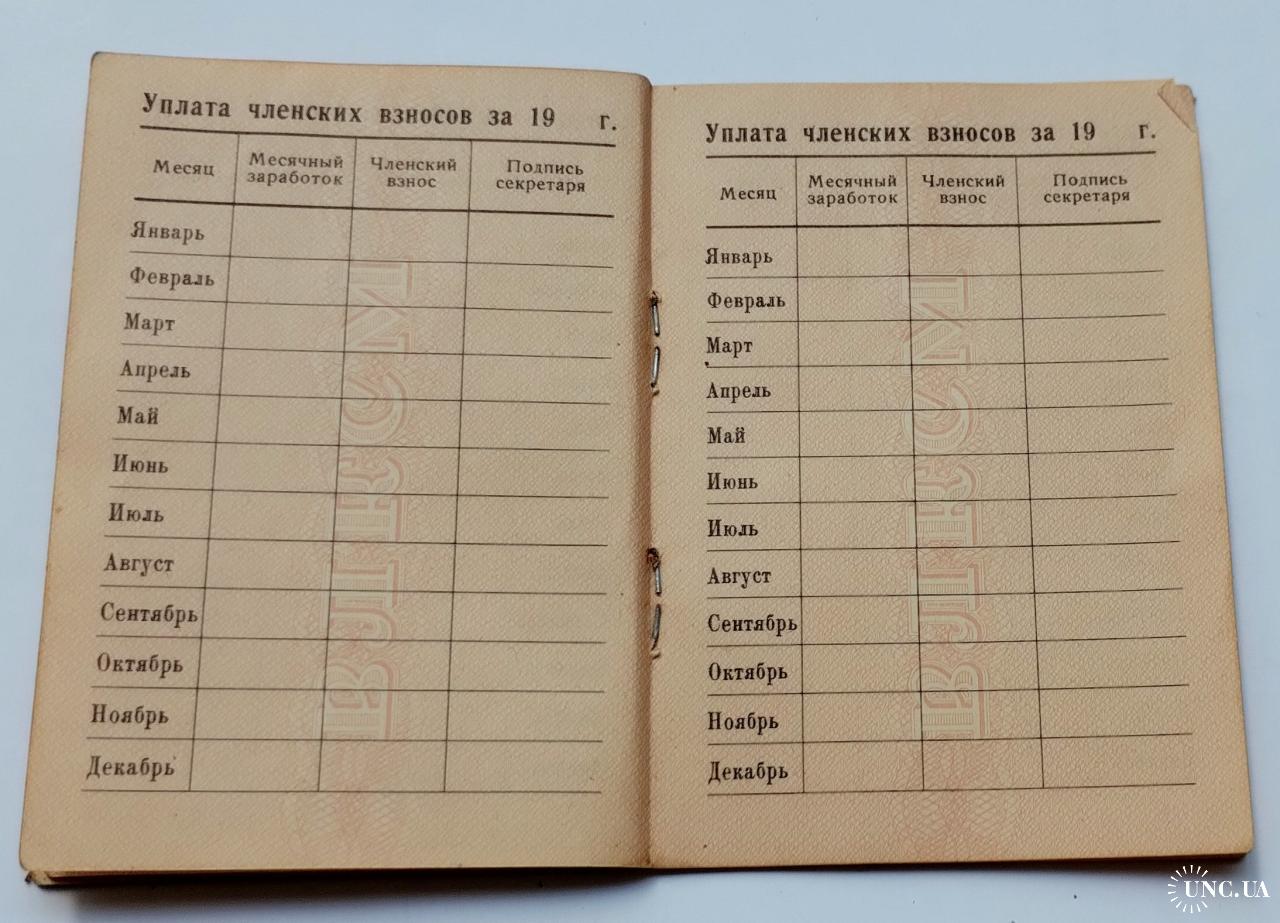 Уплата членских взносов за 19 г.
Месяц Месячный заработок Членский взнос Подпись секретаря
Январь
Февраль
Март
Апрель
Май
Июнь
Июль
Август
Сентябрь
Октябрь
Ноябрь
Декабрь
ВЛКСМ
Уплата членских взносов за 19 г.
Месяц Месячный заработок Членский взнос Подпись секретаря
Январь
Февраль
Март
Апрель
Май
Июнь
Июль
Август
Сентябрь
Октябрь
Ноябрь
Декабрь
ВЛКСМ
UNC.UA